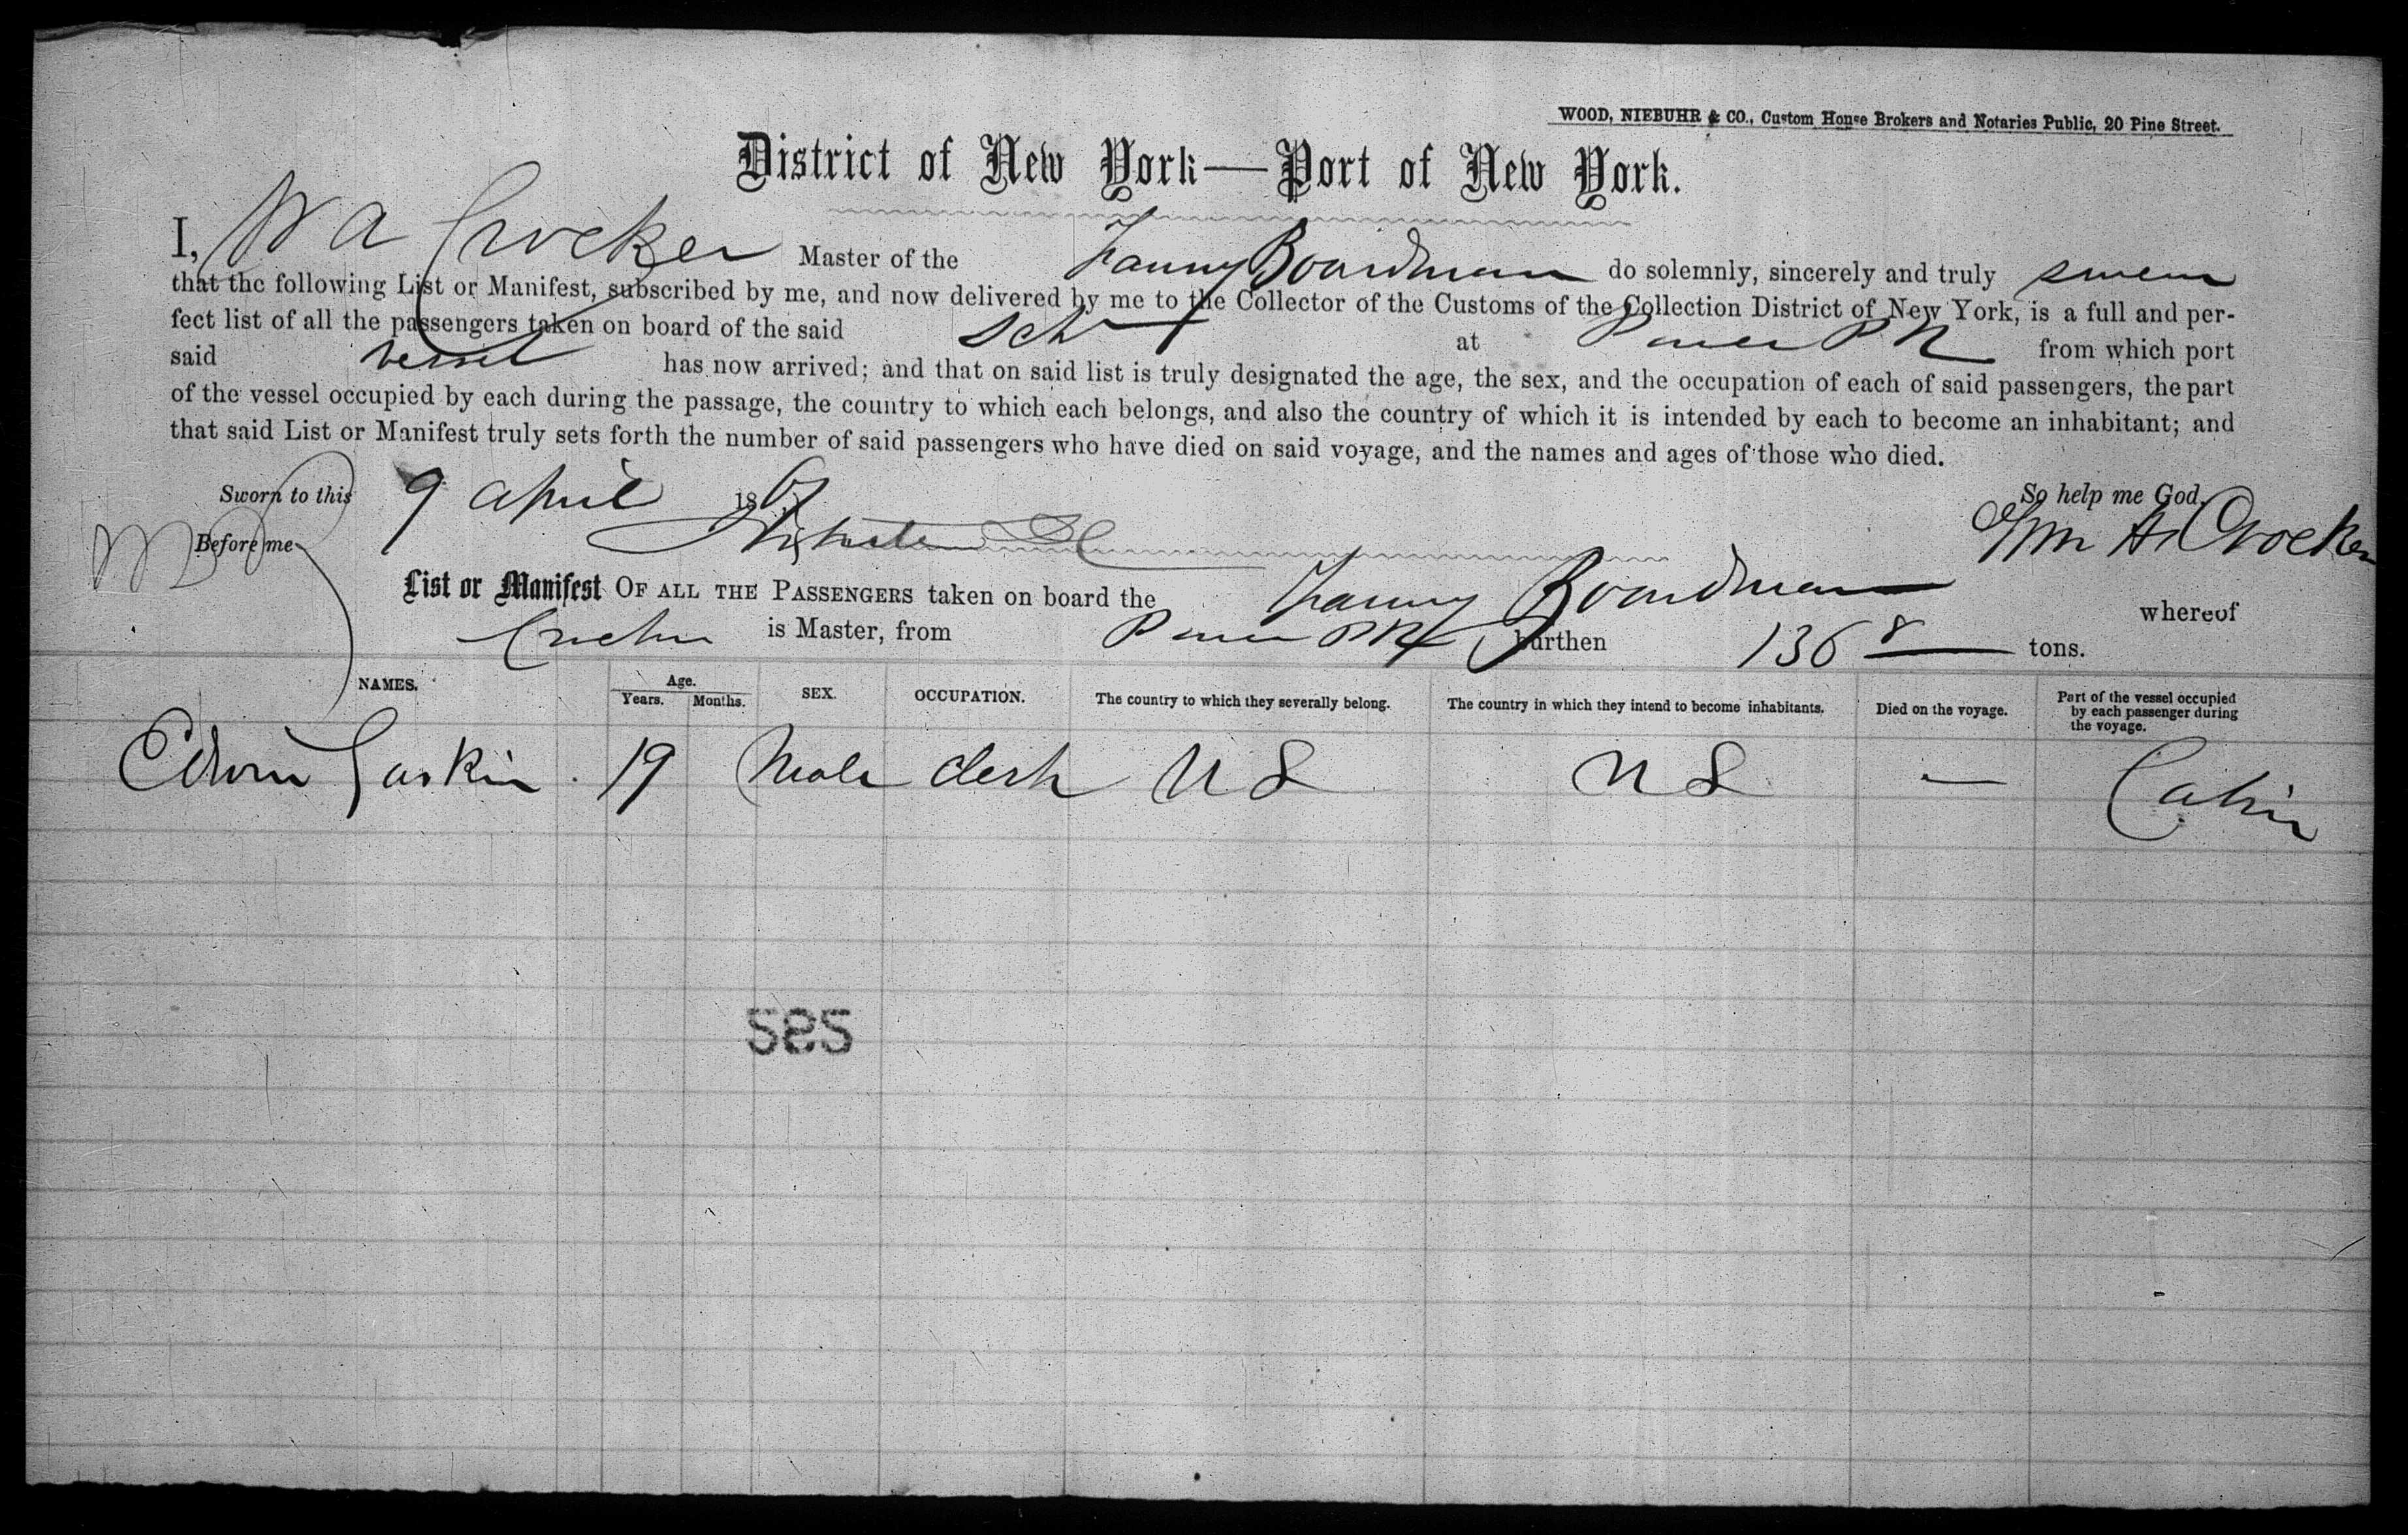 WOOD, NIEBUHR & CO., Custom House Brokers and Notaries Public, 20 Pine Street.
District of New York—Port of New York.
I, W A Crocker Master of the Fanny Boardman do solemnly, sincerely and truly swear
that the following List or Manifest, subscribed by me, and now delivered by me to the Collector of the Customs of the Collection District of New York, is a full and per-
fect list of all the passengers taken on board of the said Schr at Ponce P R from which port
said vessel has now arrived; and that on said list is truly designated the age, the sex, and the occupation of each of said passengers, the part
of the vessel occupied by each during the passage, the country to which each belongs, and also the country of which it is intended by each to become an inhabitant; and
that said List or Manifest truly sets forth the number of said passengers who have died on said voyage, and the names and ages of those who died.
Sworn to this 9 April 1867 So help me God.
Before me Wm A Crocker
List or Manifest OF ALL THE PASSENGERS taken on board the Fanny Boardman whereof
Crocker is Master, from Ponce P R burthen 136 8 tons.
NAMES. Age. Years. Months. SEX. OCCUPATION. The country to which they severally belong. The country in which they intend to become inhabitants. Died on the voyage. Part of the vessel occupied by each passenger during the voyage.
Edwin Gaskin 19 Male Clerk U S U S — Cabin